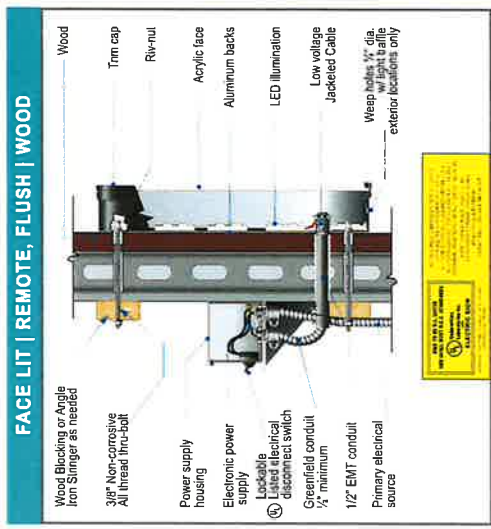 FACE LIT | REMOTE, FLUSH | WOOD
Wood Blocking or Angle
Iron Stringer as needed
3/8" Non-corrosive
All thread thru-bolt
Power supply
housing
Electronic power
supply
Lockable
UL Listed electrical
disconnect switch
Greenfield conduit
½" minimum
1/2" EMT conduit
Primary electrical
source
Wood
Trim cap
Riv-nut
Acrylic face
Aluminum backs
LED illumination
Low voltage
Jacketed Cable
Weep holes ¼" dia.
w/ light baffle
exterior locations only
ELECTRIC SIGN